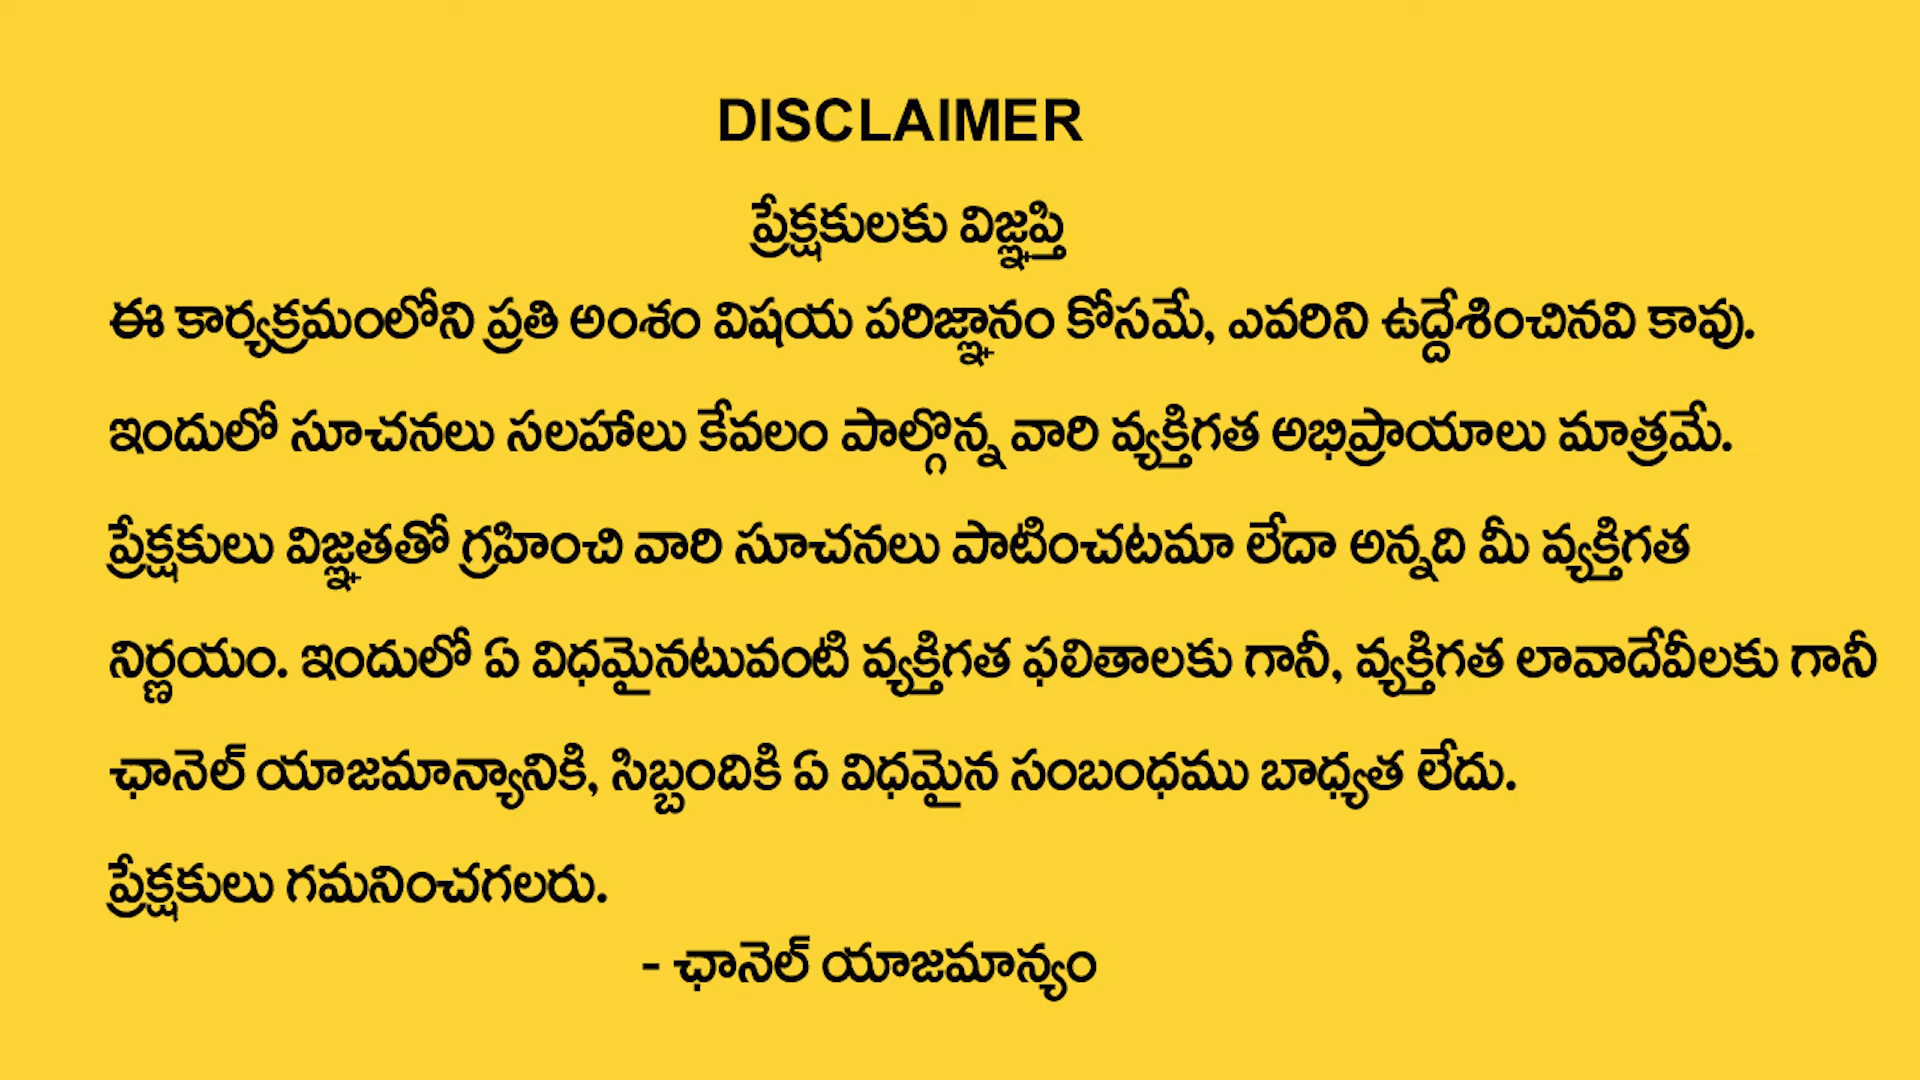 DISCLAIMER
ప్రేక్షకులకు విజ్ఞప్తి
ఈ కార్యక్రమంలోని ప్రతి అంశం విషయ పరిజ్ఞానం కోసమే, ఎవరిని ఉద్దేశించినవి కావు.
ఇందులో సూచనలు సలహాలు కేవలం పాల్గొన్న వారి వ్యక్తిగత అభిప్రాయాలు మాత్రమే.
ప్రేక్షకులు విజ్ఞతతో గ్రహించి వారి సూచనలు పాటించటమా లేదా అన్నది మీ వ్యక్తిగత
నిర్ణయం. ఇందులో ఏ విధమైనటువంటి వ్యక్తిగత ఫలితాలకు గానీ, వ్యక్తిగత లావాదేవీలకు గానీ
ఛానెల్ యాజమాన్యానికి, సిబ్బందికి ఏ విధమైన సంబంధము బాధ్యత లేదు.
ప్రేక్షకులు గమనించగలరు.
- ఛానెల్ యాజమాన్యం